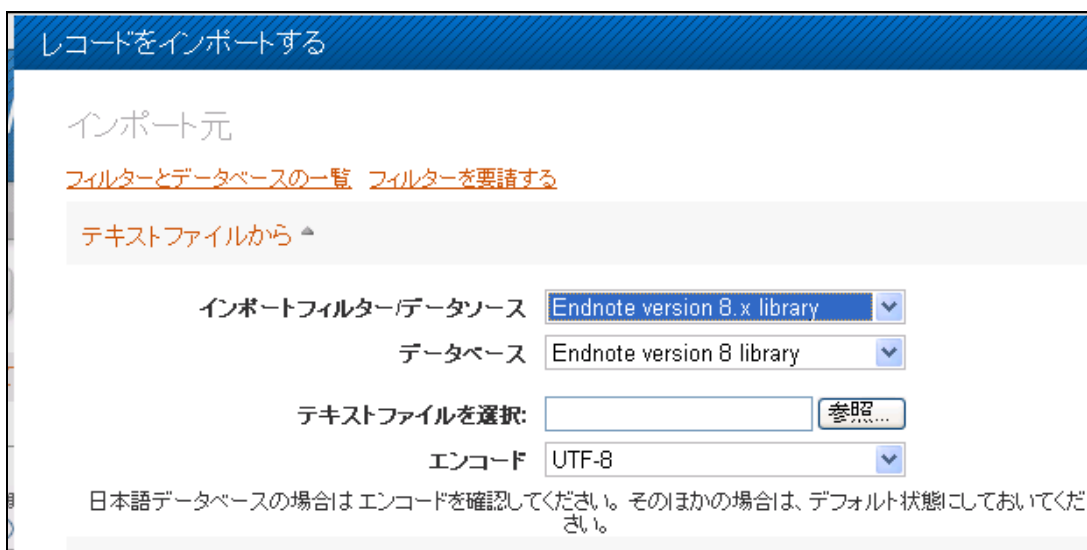 レコードをインポートする
インポート元
フィルターとデータベースの一覧 フィルターを要請する
テキストファイルから
インポートフィルター/データソース Endnote version 8.x library
データベース Endnote version 8 library
テキストファイルを選択: 参照...
エンコード UTF-8
日本語データベースの場合は エンコードを確認してください。そのほかの場合は、デフォルト状態にしておいてくだ
さい。